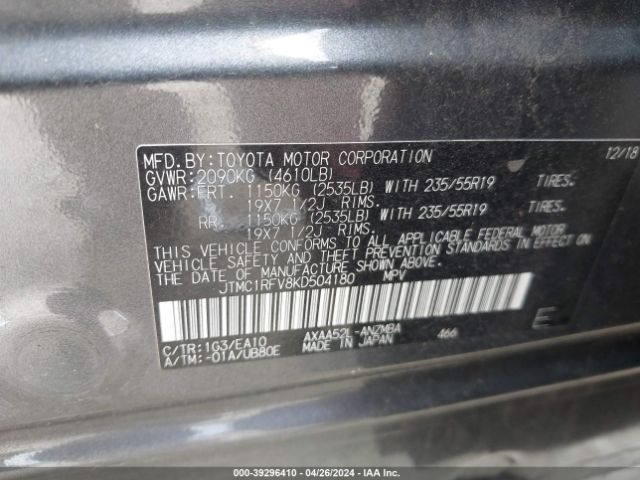 MFD. BY: TOYOTA MOTOR CORPORATION 12/18
GVWR: 2090KG (4610LB)
GAWR: FRT. 1150KG (2535LB) WITH 235/55R19 TIRES.
19X7 1/2J RIMS.
RR. 1150KG (2535LB) WITH 235/55R19 TIRES.
19X7 1/2J RIMS.
THIS VEHICLE CONFORMS TO ALL APPLICABLE FEDERAL MOTOR
VEHICLE SAFETY AND THEFT PREVENTION STANDARDS IN EFFECT ON
THE DATE OF MANUFACTURE SHOWN ABOVE.
JTMC1RFV8KD504180 MPV
E
C/TR: 1G3/EA10 AXAA52L-ANZMBA 466
A/TM: -01A/UB80E MADE IN JAPAN
000-39296410 - 04/26/2024 - IAA Inc.